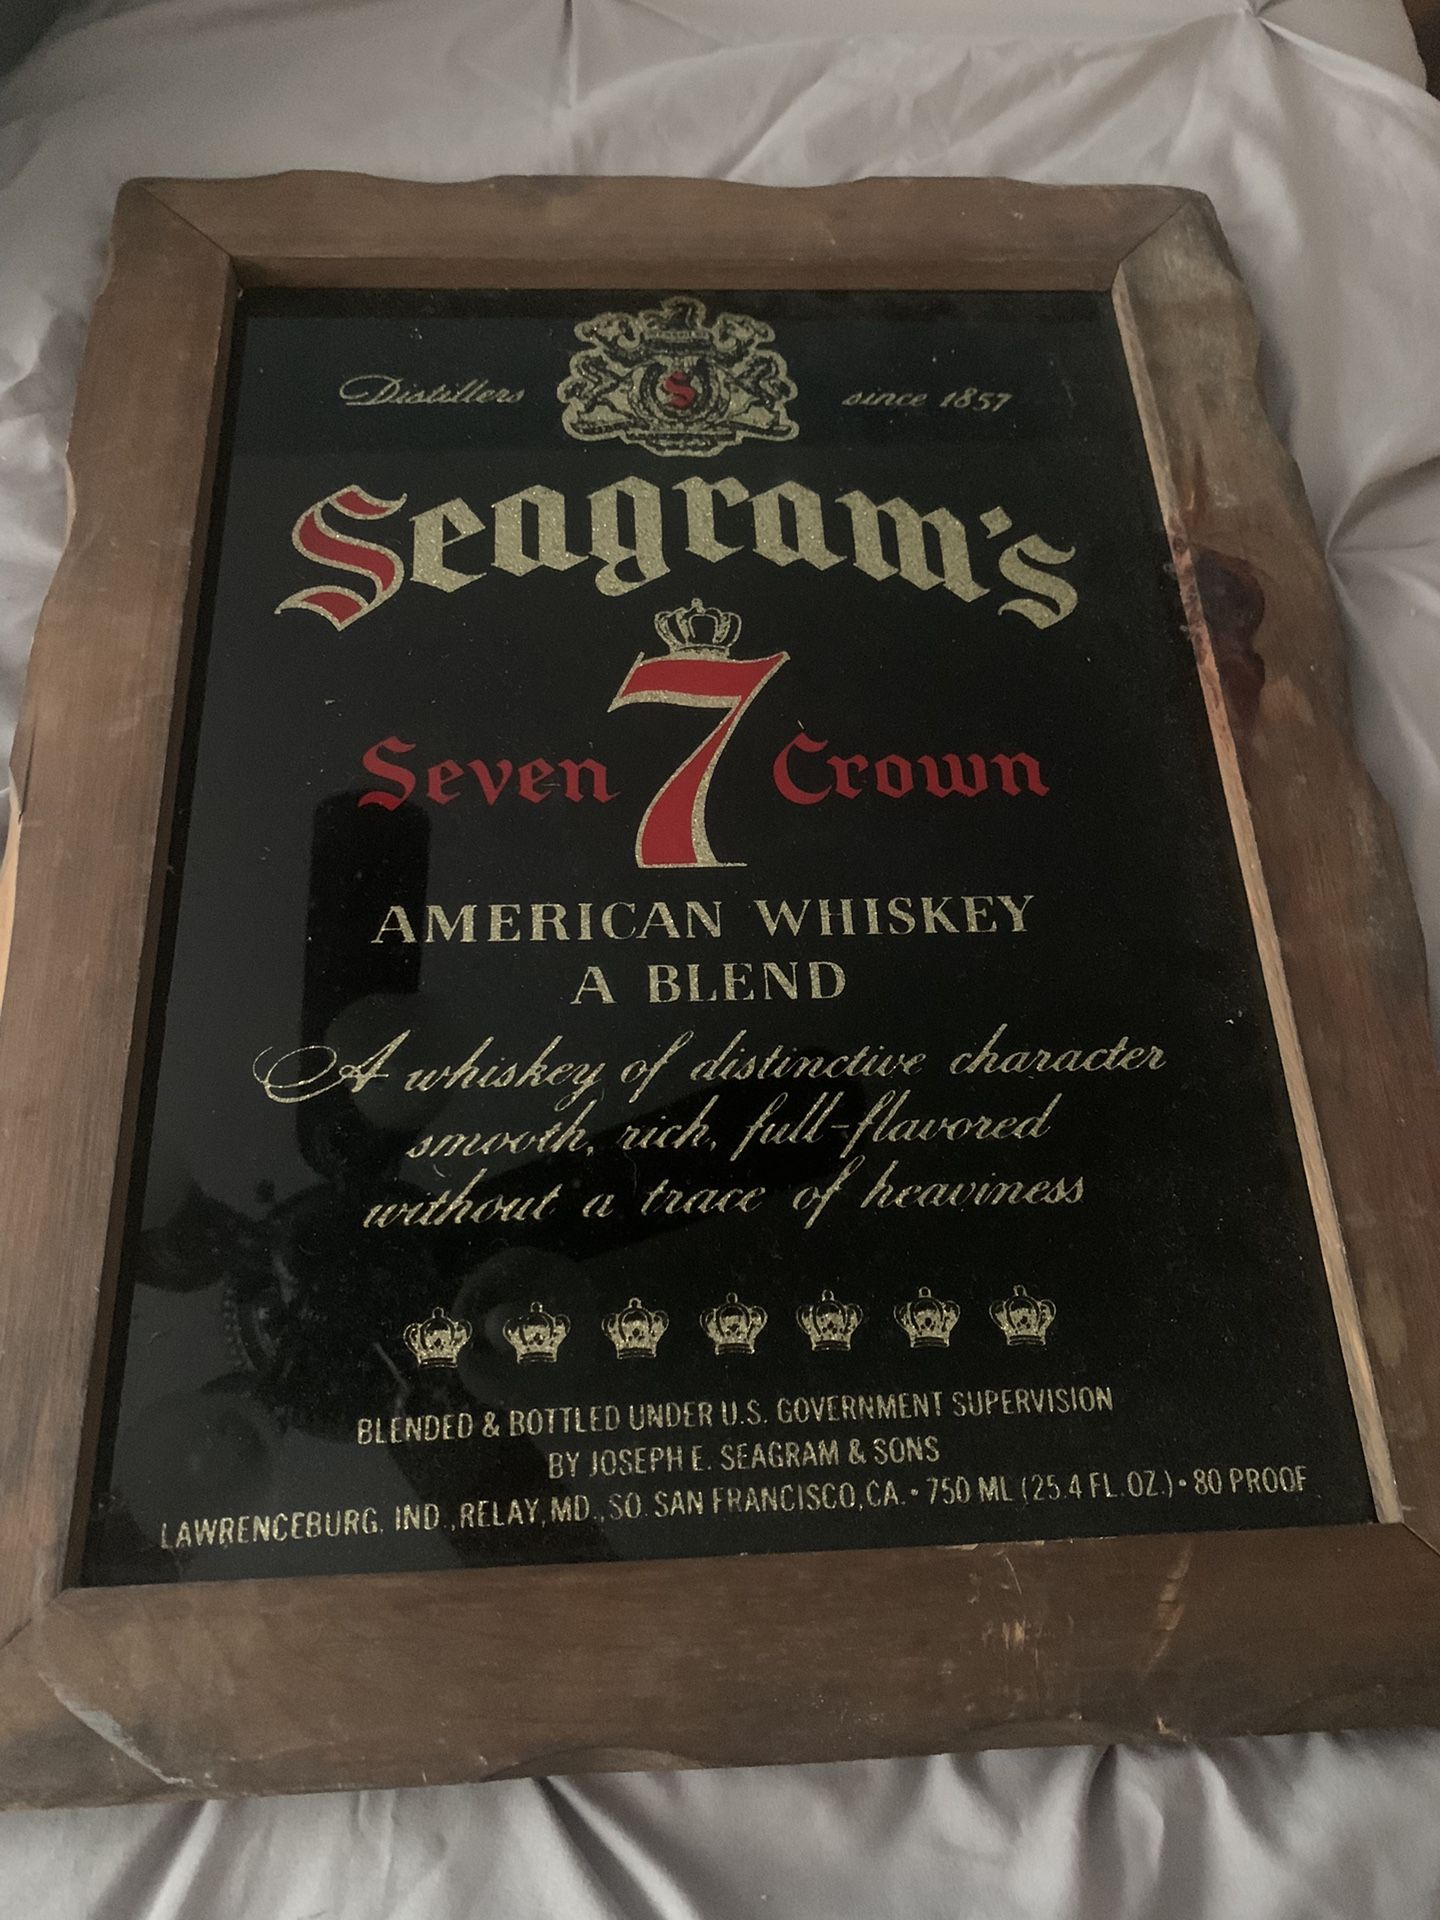 Distillers since 1857
S
Seagram's
Seven 7 Crown
AMERICAN WHISKEY
A BLEND
A whiskey of distinctive character
smooth, rich, full-flavored
without a trace of heaviness
BLENDED & BOTTLED UNDER U.S. GOVERNMENT SUPERVISION
BY JOSEPH E. SEAGRAM & SONS
LAWRENCEBURG, IND., RELAY, MD., SO. SAN FRANCISCO, CA. • 750 ML (25.4 FL. OZ.) • 80 PROOF